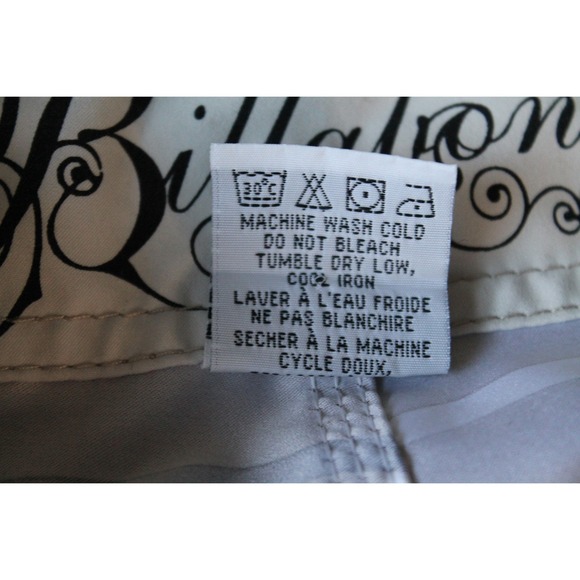 Billabon
30°C
MACHINE WASH COLD
DO NOT BLEACH
TUMBLE DRY LOW,
COOL IRON
LAVER À L'EAU FROIDE
NE PAS BLANCHIRE
SECHER À LA MACHINE
CYCLE DOUX,